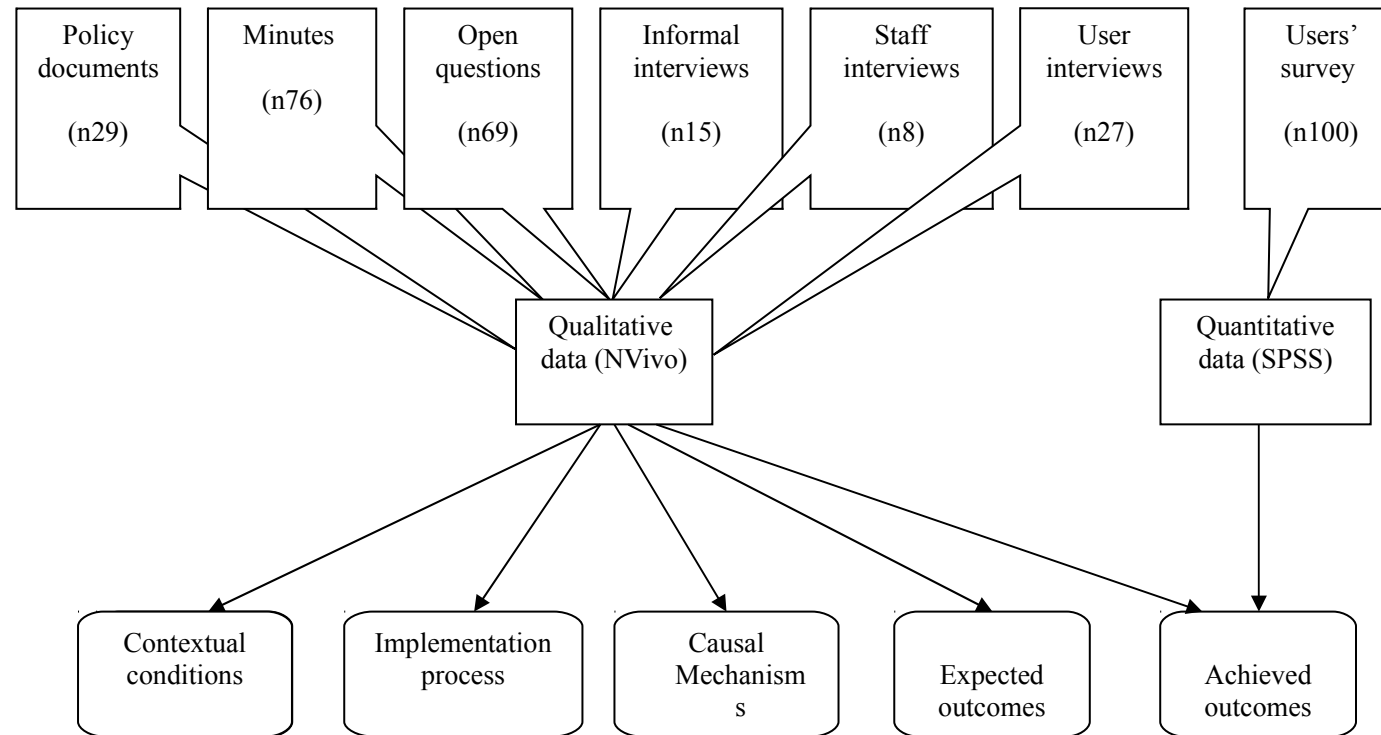 Policy
documents
(n29)
Minutes
(n76)
Open
questions
(n69)
Informal
interviews
(n15)
Staff
interviews
(n8)
User
interviews
(n27)
Users’
survey
(n100)
Qualitative
data (NVivo)
Quantitative
data (SPSS)
Contextual
conditions
Implementation
process
Causal
Mechanism
s
Expected
outcomes
Achieved
outcomes